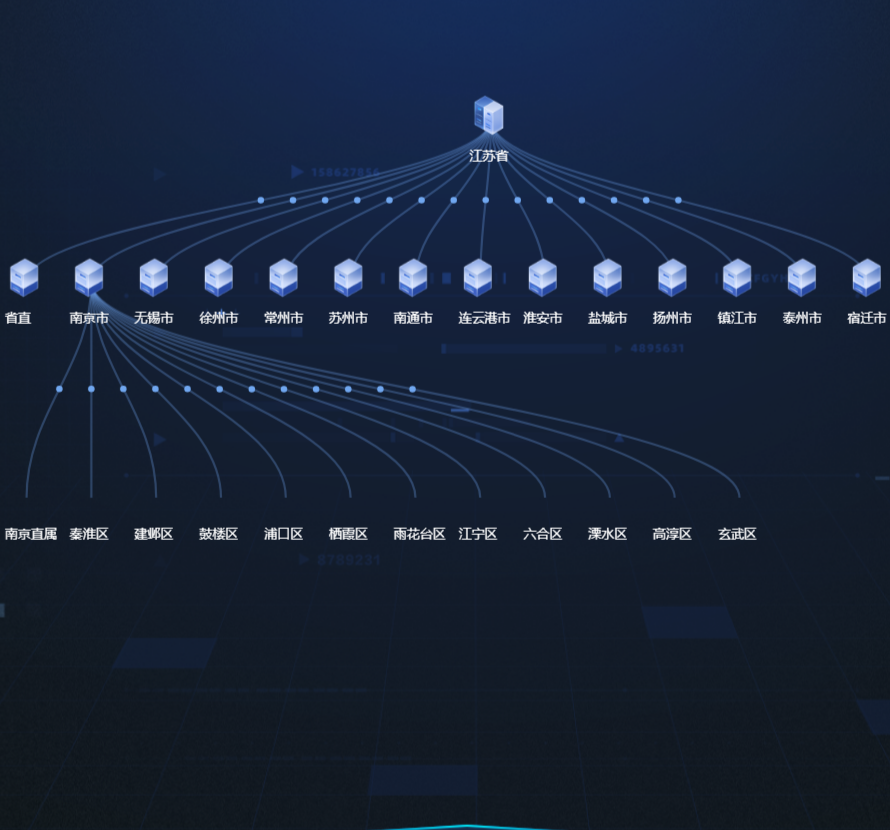 江苏省
158627855
省直 南京市 无锡市 徐州市 常州市 苏州市 南通市 连云港市 淮安市 盐城市 扬州市 镇江市 泰州市 宿迁市
4895631
南京直属 秦淮区 建邺区 鼓楼区 浦口区 栖霞区 雨花台区 江宁区 六合区 溧水区 高淳区 玄武区
8789231